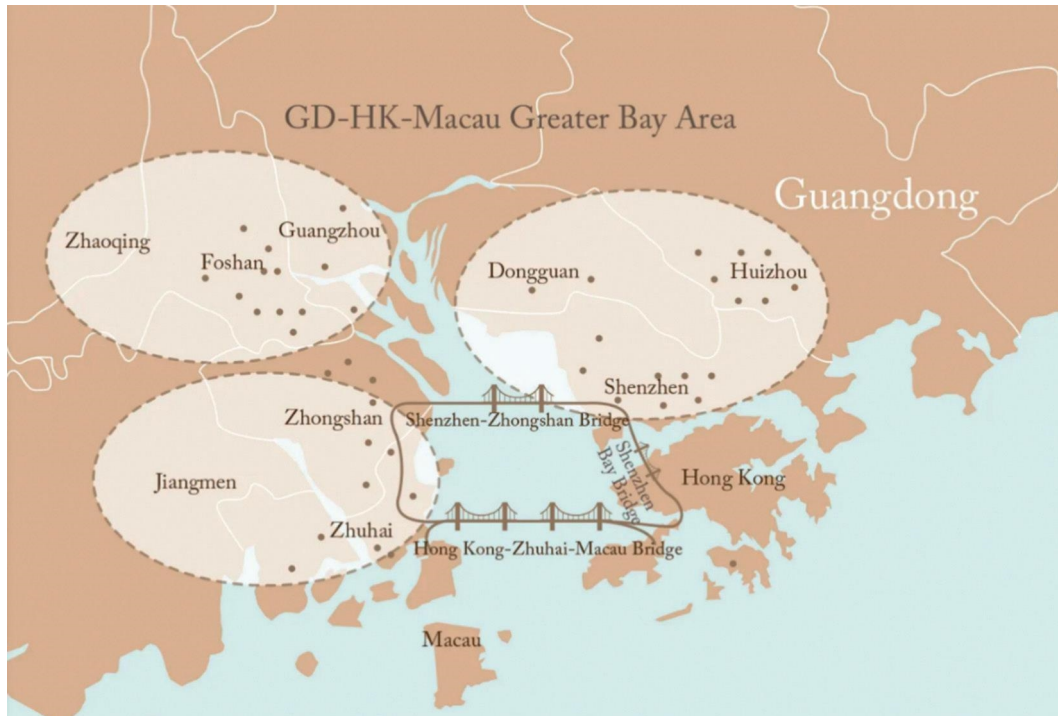 GD-HK-Macau Greater Bay Area
Guangdong
Zhaoqing
Guangzhou
Foshan
Dongguan
Huizhou
Shenzhen
Zhongshan
Shenzhen-Zhongshan Bridge
Shenzhen
Bay Bridge
Hong Kong
Jiangmen
Zhuhai
Hong Kong-Zhuhai-Macau Bridge
Macau